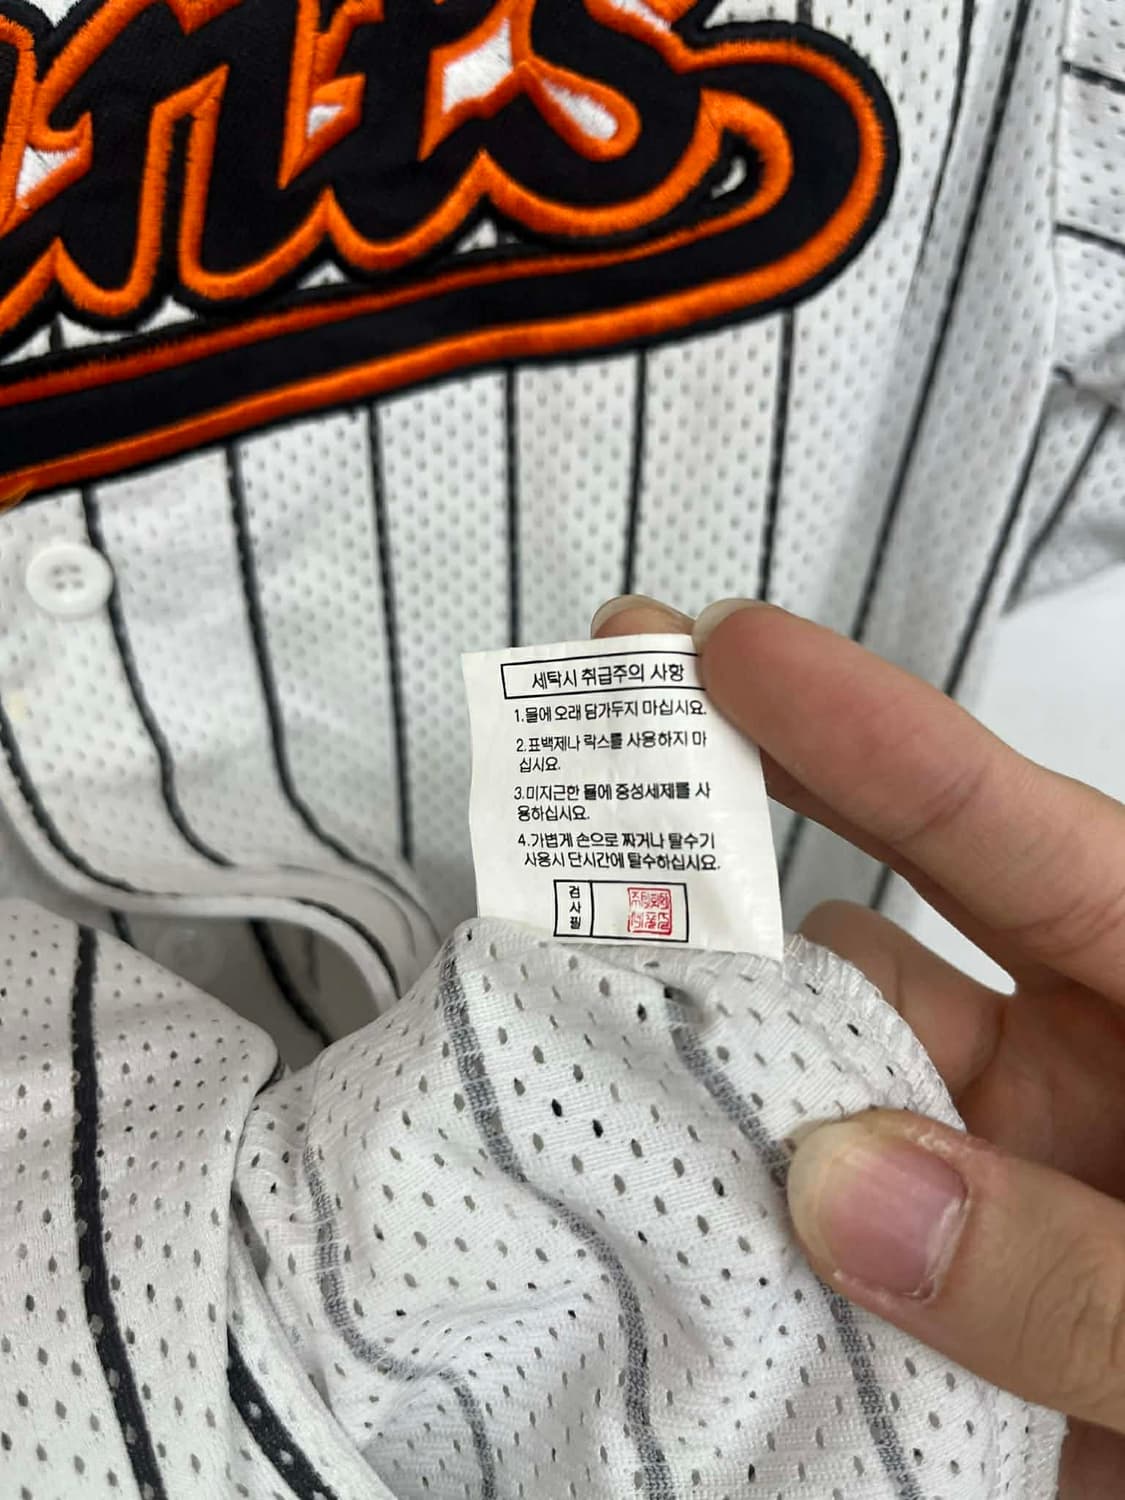 nts
세탁시 취급주의 사항
1.물에 오래 담가두지 마십시요.
2.표백제나 락스를 사용하지 마
십시요.
3.미지근한 물에 중성세제를 사
용하십시요.
4.가볍게 손으로 짜거나 탈수기
사용시 단시간에 탈수하십시요.
검사필